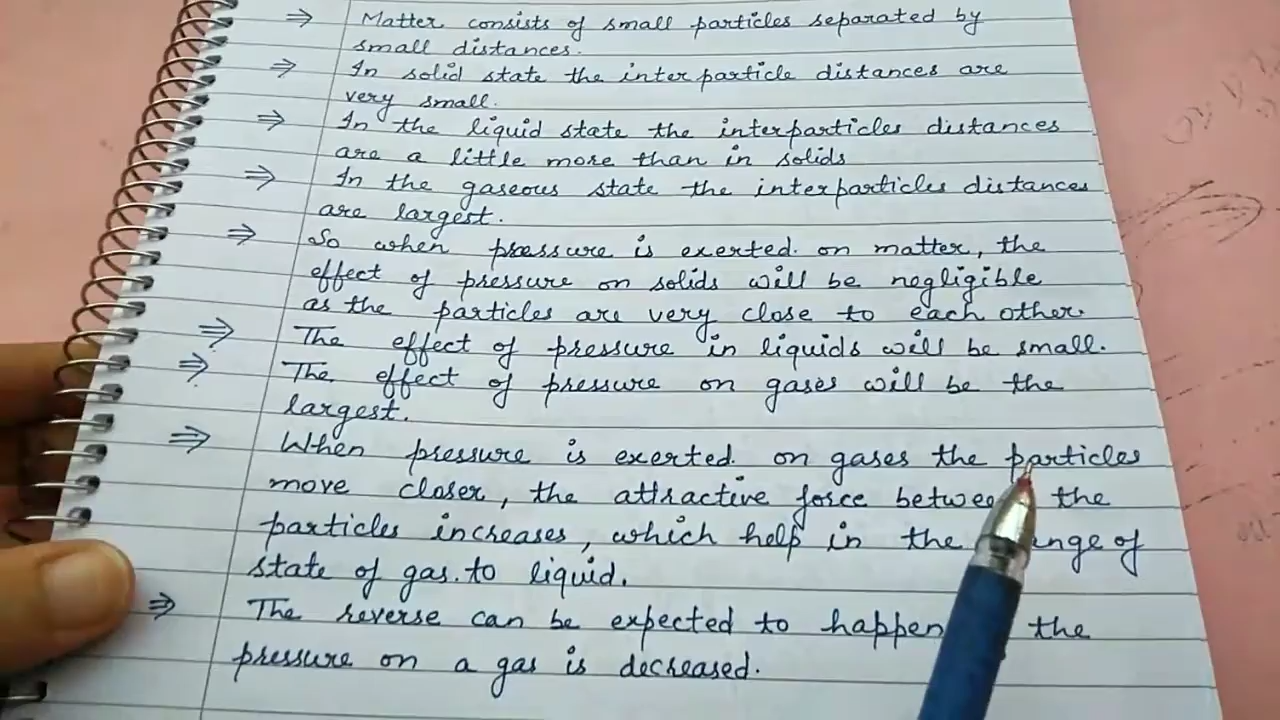 ⇒ Matter consists of small particles separated by
small distances.
⇒ In solid state the interparticle distances are
very small.
⇒ In the liquid state the interparticles distances
are a little more than in solids
⇒ In the gaseous state the interparticles distances
are largest.
⇒ So when pressure is exerted. on matter, the
effect of pressure on solids will be negligible
as the particles are very close to each other.
⇒ The effect of pressure in liquids will be small.
⇒ The effect of pressure on gases will be the
largest.
⇒ When pressure is exerted. on gases the particles
move closer, the attractive force between the
particles increases, which help in the of
state of gas. to liquid.
⇒ The reverse can be expected to happen the
pressure on a gas is decreased.